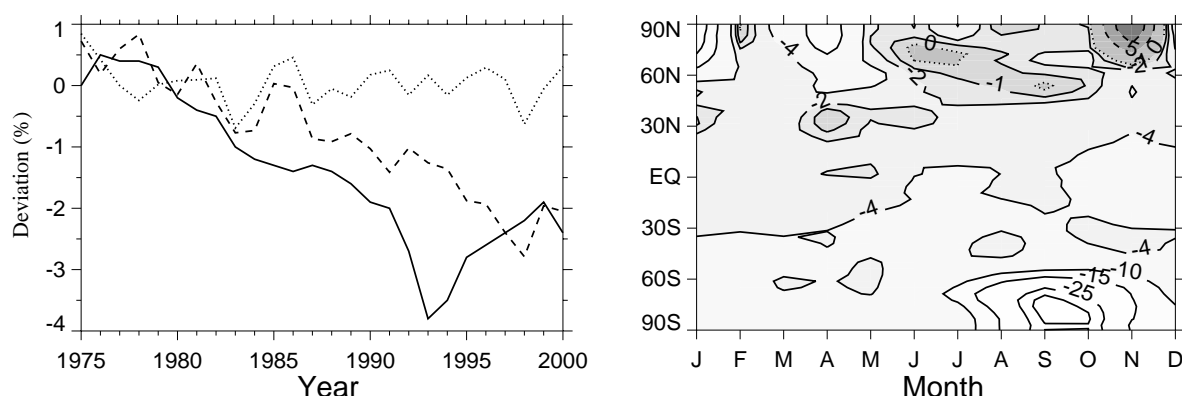 1
0
-1
-2
-3
-4
Deviation (%)
1975 1980 1985 1990 1995 2000
Year
90N
60N
30N
EQ
30S
60S
90S
-4
0
5
0
-2
-2
-1
-2
-4
-4
-4
-10
-15
-25
J F M A M J J A S O N D
Month